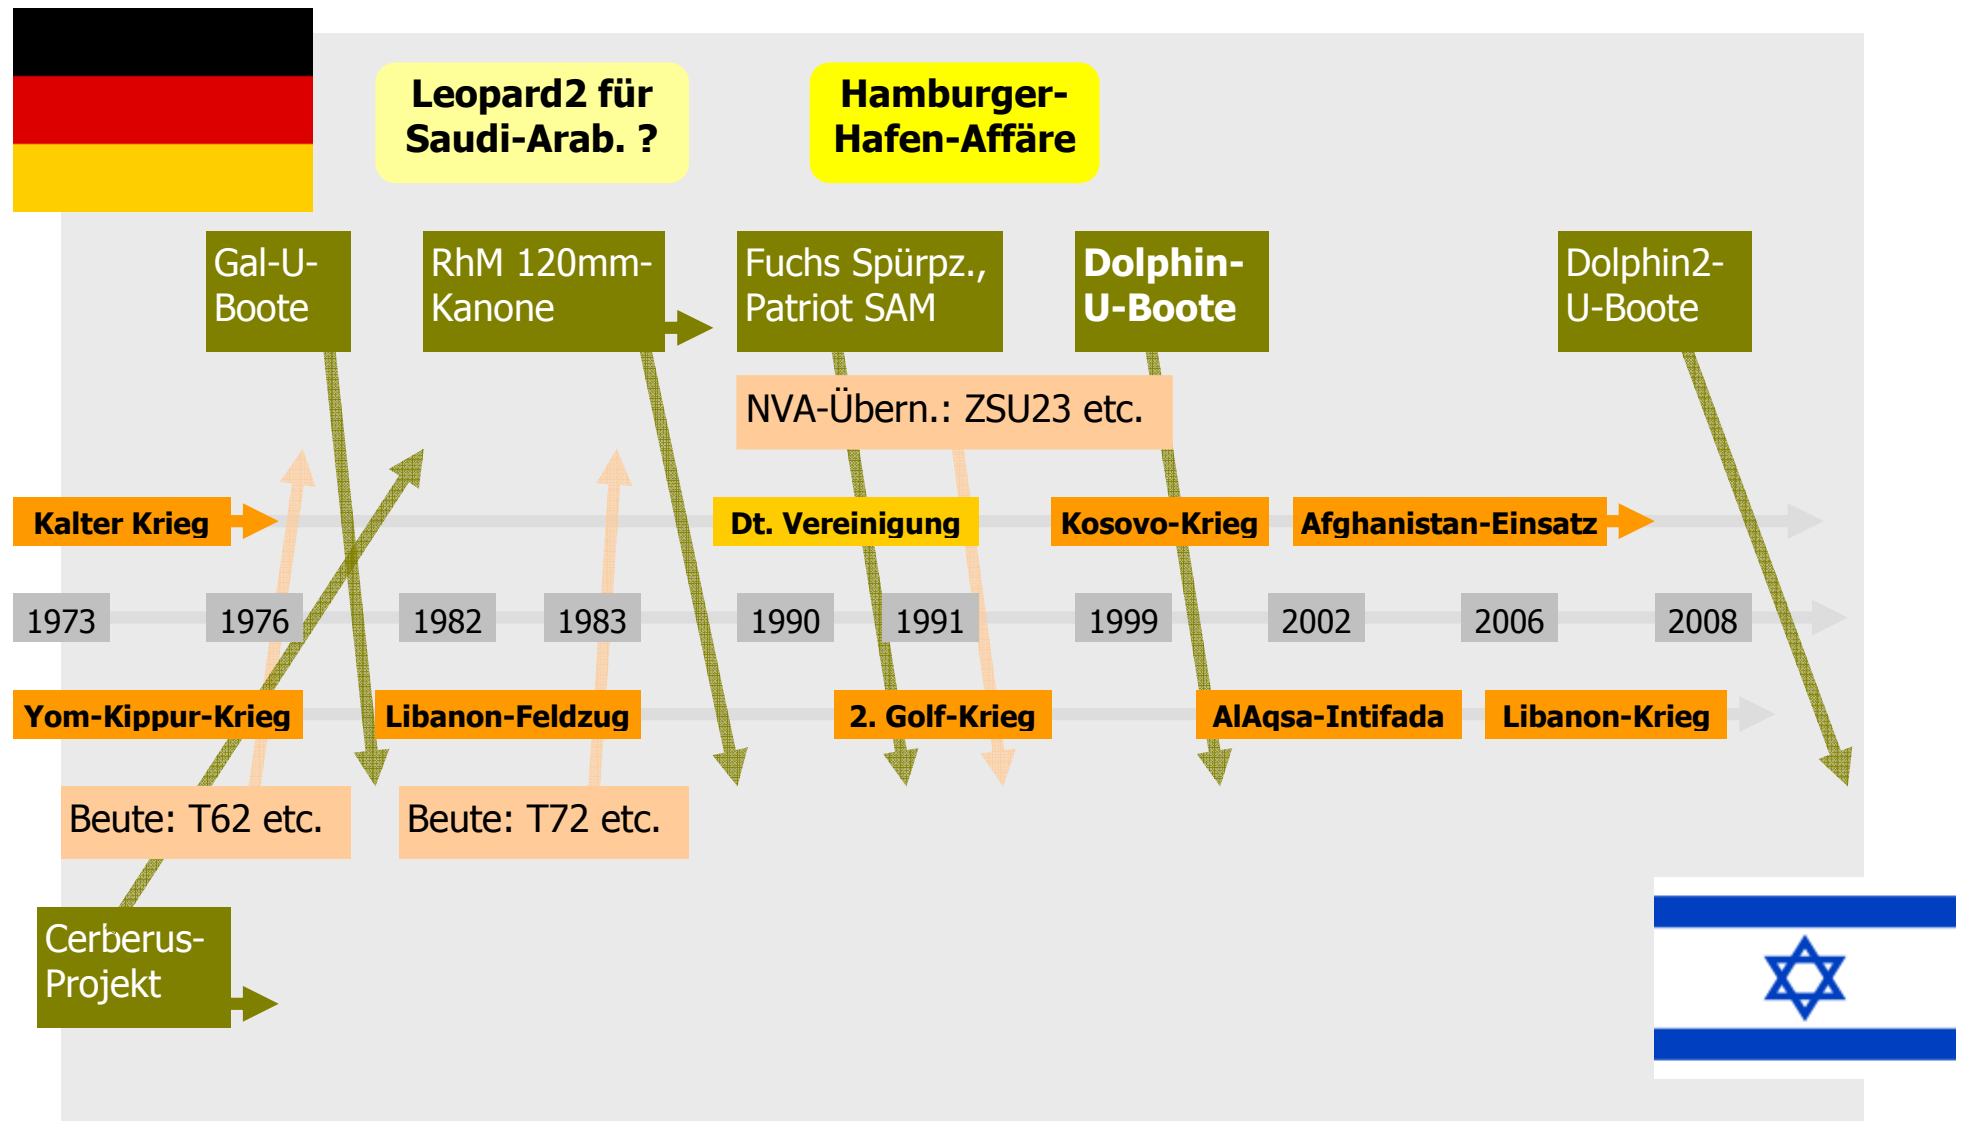 Leopard2 für
Saudi-Arab. ?
Hamburger-
Hafen-Affäre
Gal-U-
Boote
RhM 120mm-
Kanone
Fuchs Spürpz.,
Patriot SAM
Dolphin-
U-Boote
Dolphin2-
U-Boote
NVA-Übern.: ZSU23 etc.
Kalter Krieg
Dt. Vereinigung
Kosovo-Krieg
Afghanistan-Einsatz
1973
1976
1982
1983
1990
1991
1999
2002
2006
2008
Yom-Kippur-Krieg
Libanon-Feldzug
2. Golf-Krieg
AlAqsa-Intifada
Libanon-Krieg
Beute: T62 etc.
Beute: T72 etc.
Cerberus-
Projekt